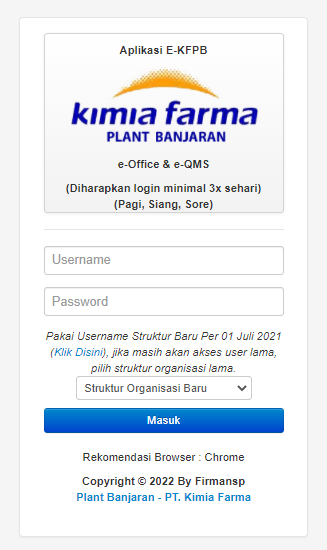 Aplikasi E-KFPB
kimia farma
PLANT BANJARAN
e-Office & e-QMS
(Diharapkan login minimal 3x sehari)
(Pagi, Siang, Sore)
Username
Password
Pakai Username Struktur Baru Per 01 Juli 2021
(Klik Disini), jika masih akan akses user lama,
pilih struktur organisasi lama.
Struktur Organisasi Baru
Masuk
Rekomendasi Browser : Chrome
Copyright © 2022 By Firmansp
Plant Banjaran - PT. Kimia Farma